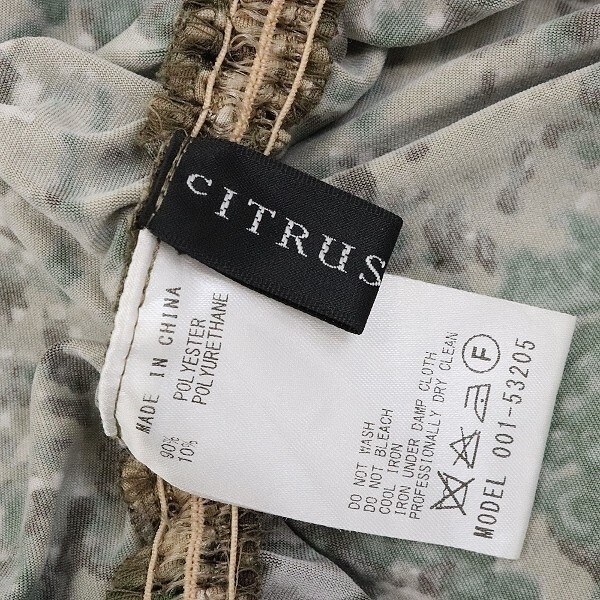 CITRUS
MADE IN CHINA
90% POLYESTER
10% POLYURETHANE
DO NOT WASH
DO NOT BLEACH
COOL IRON
IRON UNDER DAMP CLOTH
PROFESSIONALLY DRY CLEAN
F
MODEL 001-53205